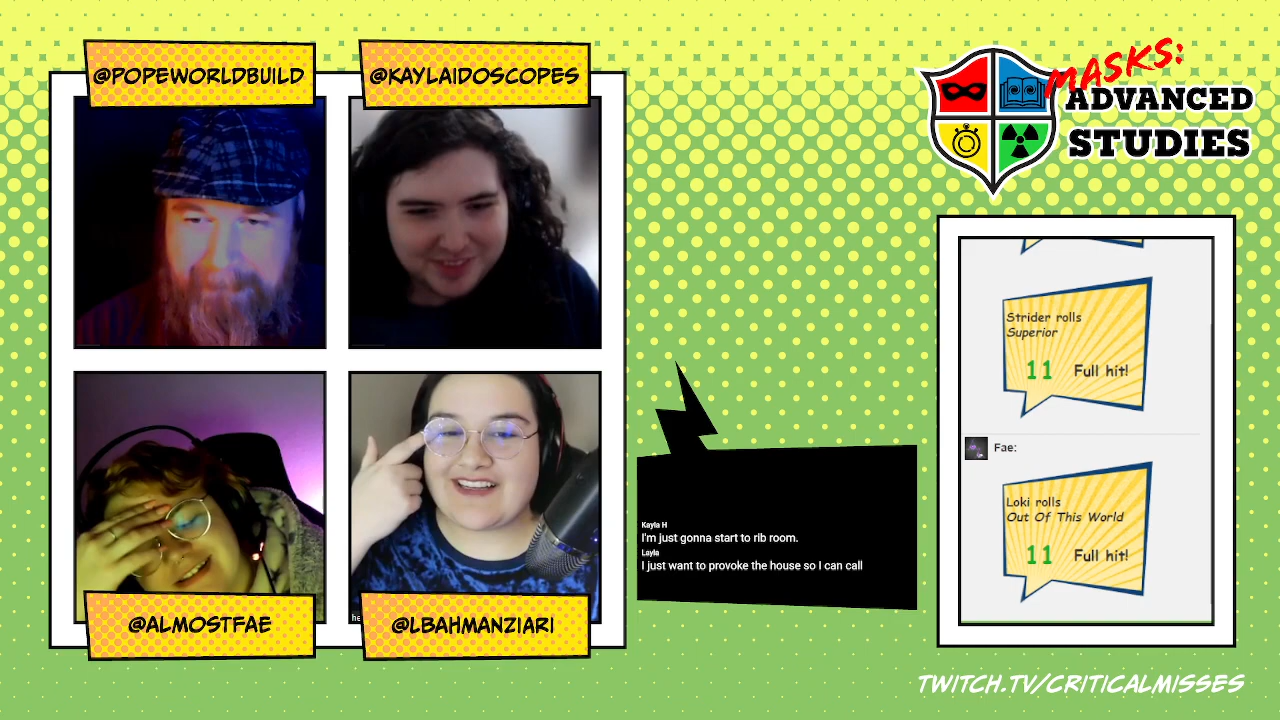 @POPEWORLDBUILD
@KAYLAIDOSCOPES
@ALMOSTFAE
@LBAHMANZIARI
Kayla H
I'm just gonna start to rib room.
Layla
I just want to provoke the house so I can call
MASKS:
ADVANCED
STUDIES
Strider rolls
Superior
11 Full hit!
Fae:
Loki rolls
Out Of This World
11 Full hit!
TWITCH.TV/CRITICALMISSES